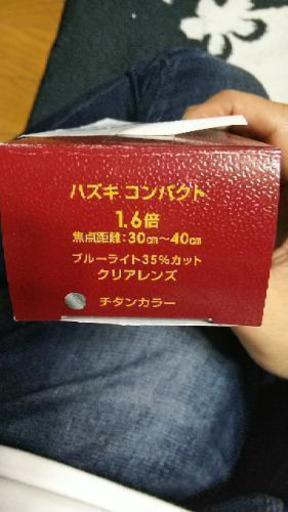 ハズキ コンパクト
1.6倍
焦点距離:30㎝～40㎝
ブルーライト35%カット
クリアレンズ
チタンカラー